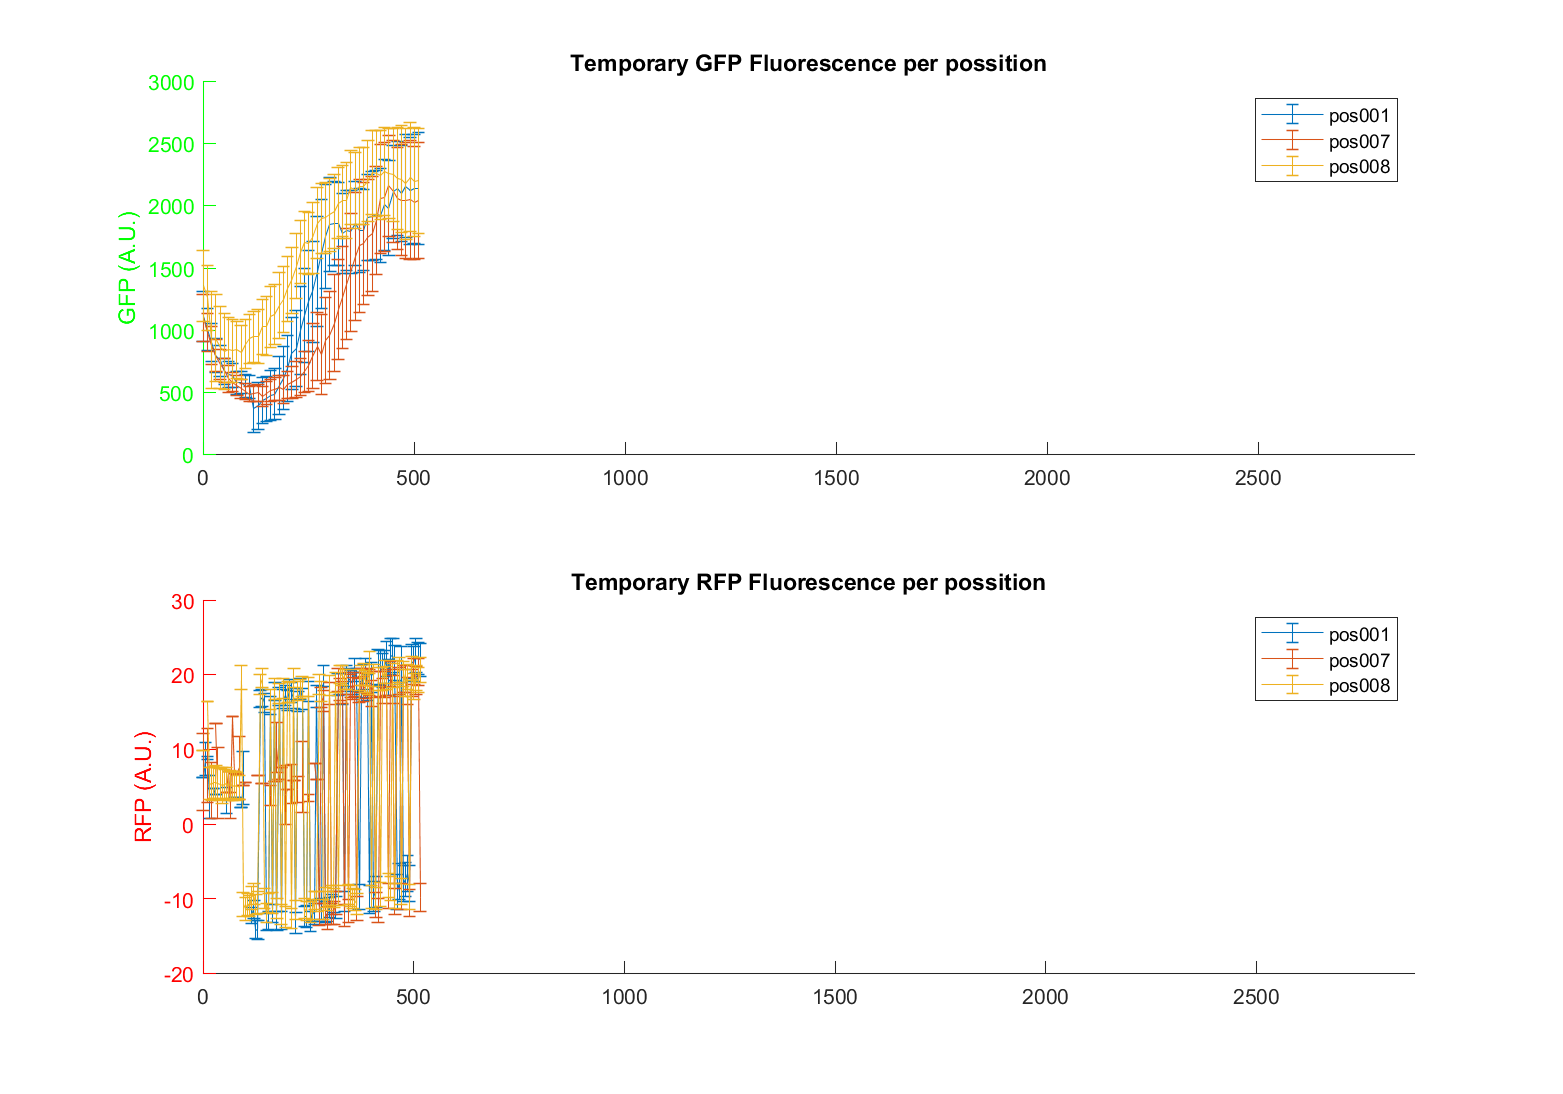 Temporary GFP Fluorescence per possition
3000
2500
2000
1500
1000
500
0
GFP (A.U.)
pos001
pos007
pos008
0 500 1000 1500 2000 2500
Temporary RFP Fluorescence per possition
30
20
10
0
-10
-20
RFP (A.U.)
pos001
pos007
pos008
0 500 1000 1500 2000 2500